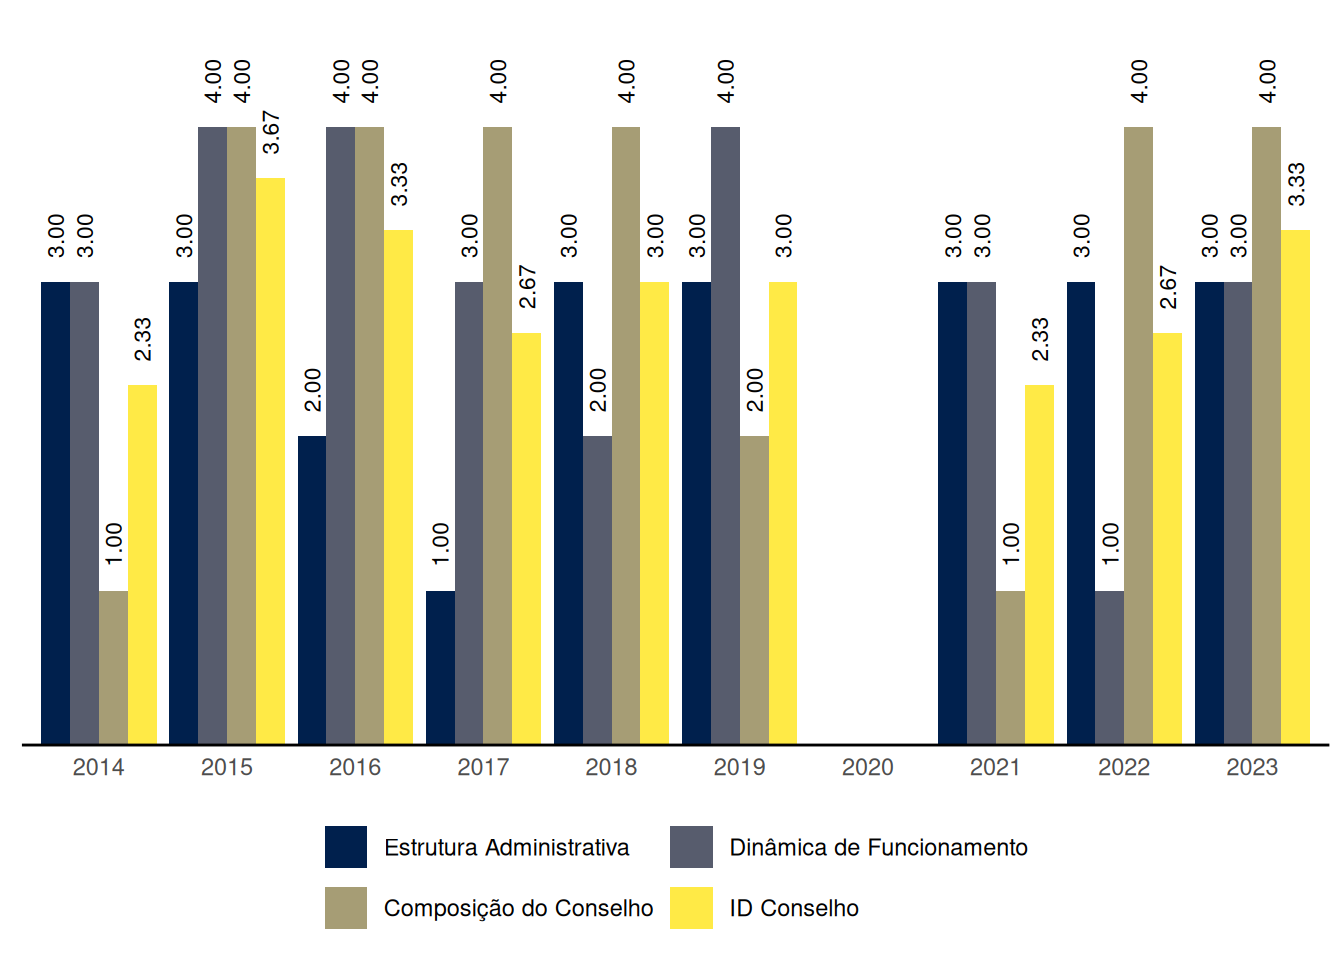 3.00 3.00 1.00 2.33
3.00 4.00 4.00 3.67
2.00 4.00 4.00 3.33
1.00 3.00 4.00 2.67
3.00 2.00 4.00 3.00
3.00 4.00 2.00 3.00
3.00 3.00 1.00 2.33
3.00 1.00 4.00 2.67
3.00 3.00 4.00 3.33
2014 2015 2016 2017 2018 2019 2020 2021 2022 2023
Estrutura Administrativa Dinâmica de Funcionamento
Composição do Conselho ID Conselho